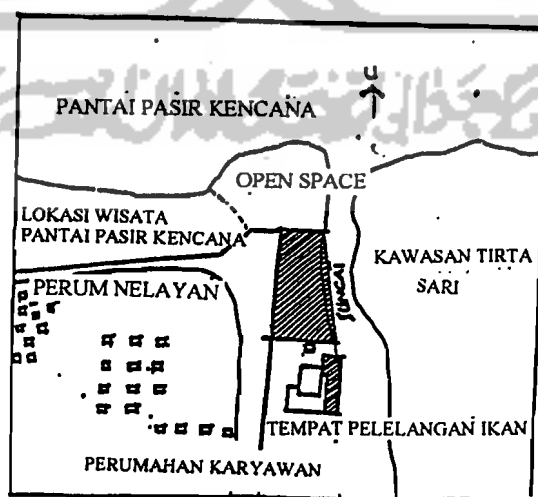 U
PANTAI PASIR KENCANA
OPEN SPACE
LOKASI WISATA
PANTAI PASIR KENCANA
KAWASAN TIRTA
SARI
SUNGAI
PERUM NELAYAN
TEMPAT PELELANGAN IKAN
PERUMAHAN KARYAWAN